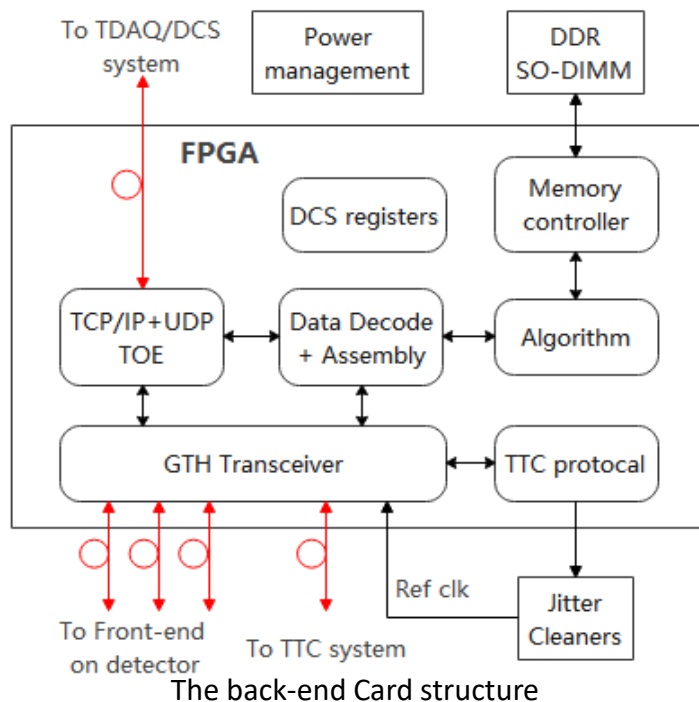 To TDAQ/DCS
system
Power
management
DDR
SO-DIMM
FPGA
DCS registers
Memory
controller
TCP/IP+UDP
TOE
Data Decode
+ Assembly
Algorithm
GTH Transceiver
TTC protocal
Ref clk
Jitter
Cleaners
To Front-end
on detector
To TTC system
The back-end Card structure